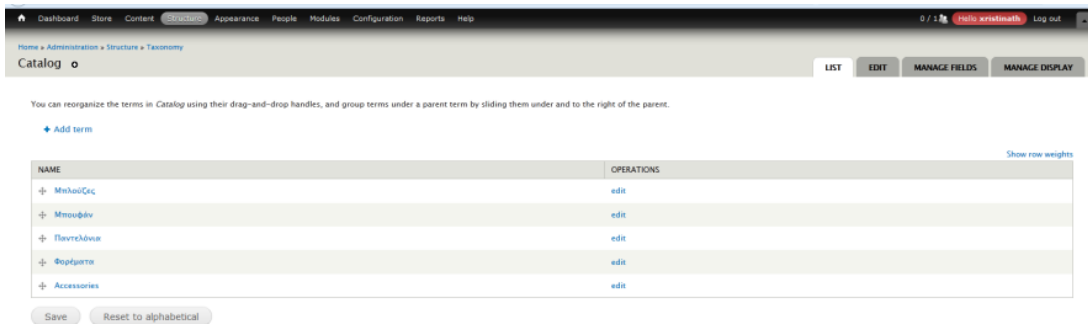 Dashboard Store Content Structure Appearance People Modules Configuration Reports Help 0 / 1 Hello xristinath Log out
Home » Administration » Structure » Taxonomy
Catalog
LIST EDIT MANAGE FIELDS MANAGE DISPLAY
You can reorganize the terms in Catalog using their drag-and-drop handles, and group terms under a parent term by sliding them under and to the right of the parent.
Add term
Show row weights
NAME OPERATIONS
Μπλούζες edit
Μπουφάν edit
Παντελόνια edit
Φορέματα edit
Accessories edit
Save Reset to alphabetical